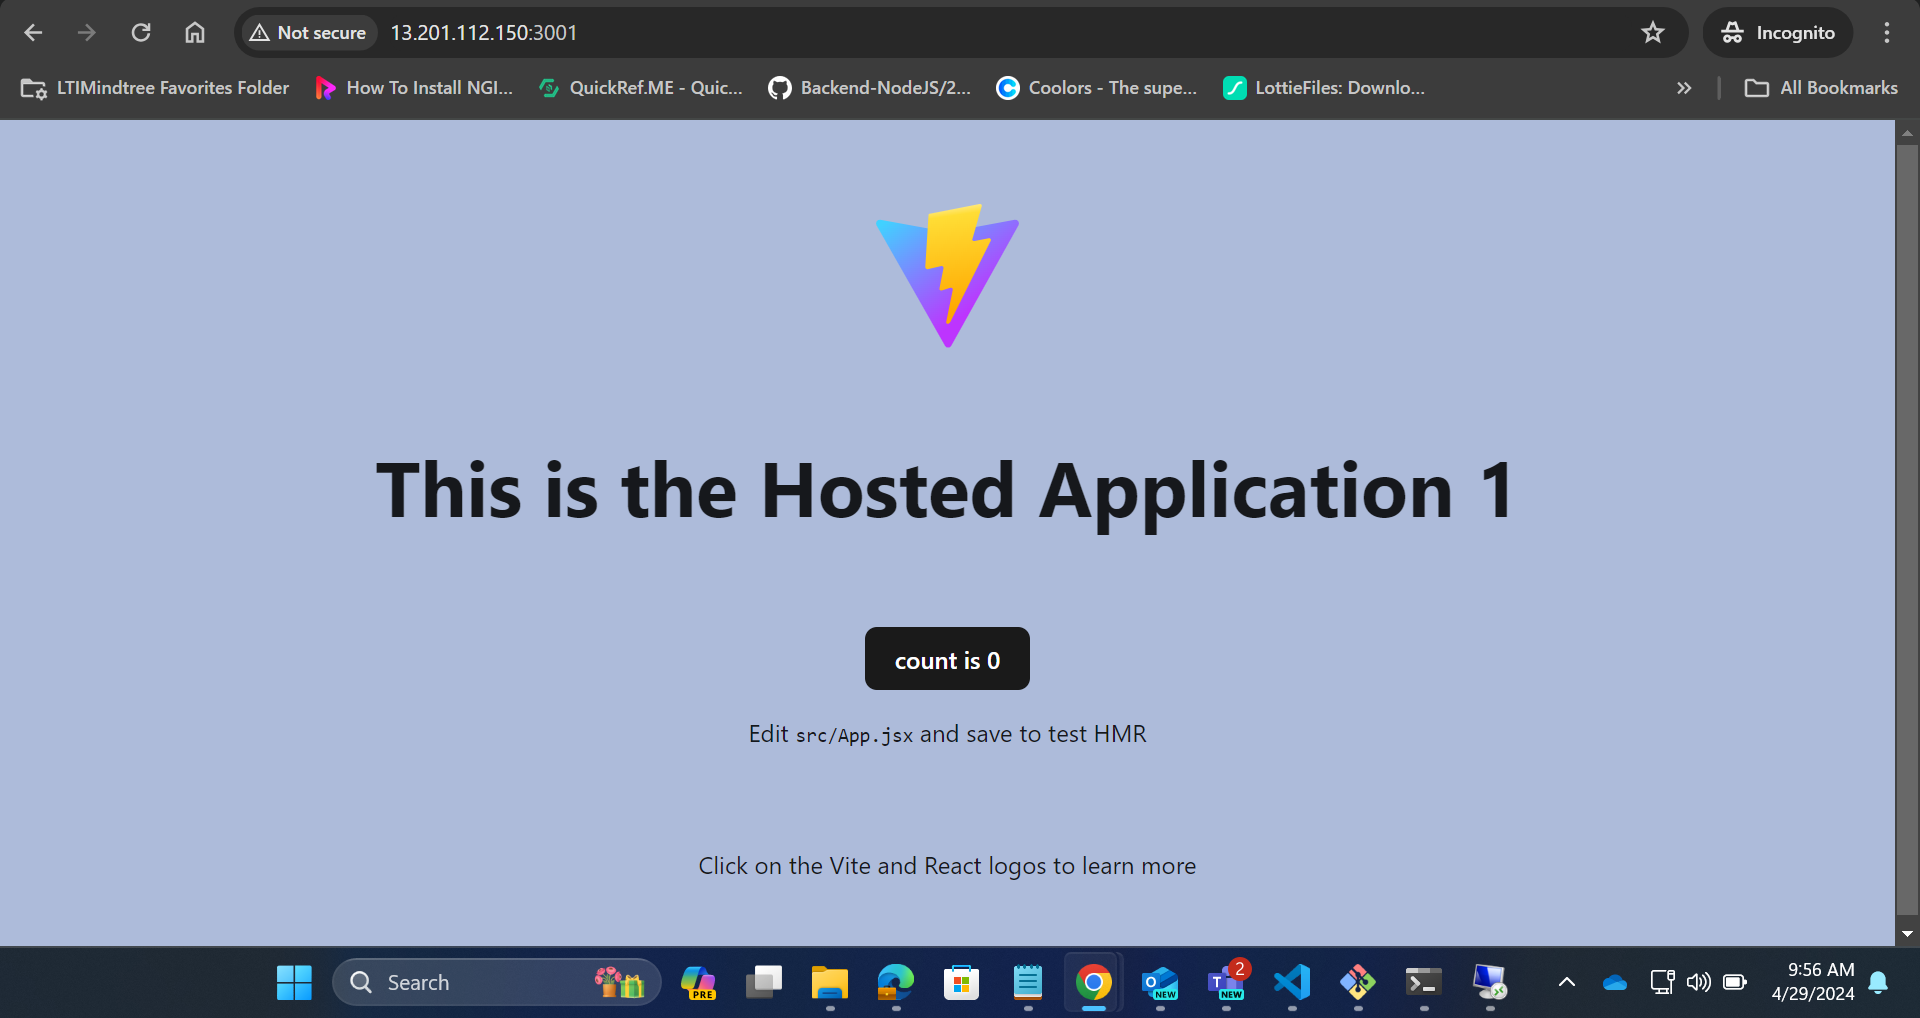 Not secure 13.201.112.150:3001 Incognito
LTIMindtree Favorites Folder How To Install NGI... QuickRef.ME - Quic... Backend-NodeJS/2... Coolors - The supe... LottieFiles: Downlo... All Bookmarks
This is the Hosted Application 1
count is 0
Edit src/App.jsx and save to test HMR
Click on the Vite and React logos to learn more
Search PRE NEW NEW 2 9:56 AM
4/29/2024